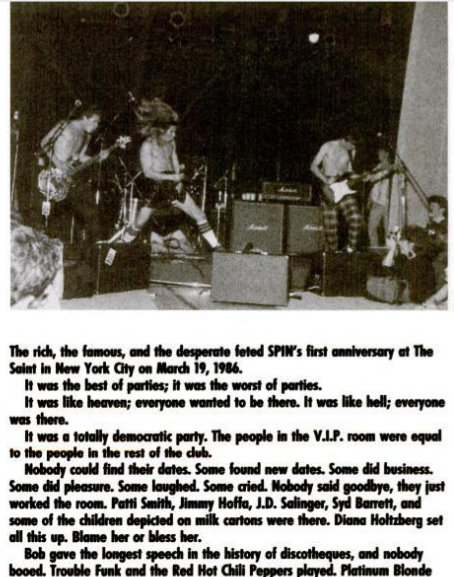 Marshall
Marshall
The rich, the famous, and the desperate feted SPIN's first anniversary at The
Saint in New York City on March 19, 1986.
It was the best of parties; it was the worst of parties.
It was like heaven; everyone wanted to be there. It was like hell; everyone
was there.
It was a totally democratic party. The people in the V.I.P. room were equal
to the people in the rest of the club.
Nobody could find their dates. Some found new dates. Some did business.
Some did pleasure. Some laughed. Some cried. Nobody said goodbye, they just
worked the room. Patti Smith, Jimmy Hoffa, J.D. Salinger, Syd Barrett, and
some of the children depicted on milk cartons were there. Diana Holtzberg set
all this up. Blame her or bless her.
Bob gave the longest speech in the history of discotheques, and nobody
booed. Trouble Funk and the Red Hot Chili Peppers played. Platinum Blonde